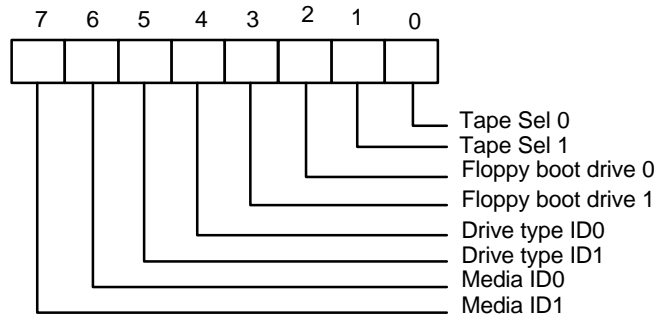 7 6 5 4 3 2 1 0
Tape Sel 0
Tape Sel 1
Floppy boot drive 0
Floppy boot drive 1
Drive type ID0
Drive type ID1
Media ID0
Media ID1